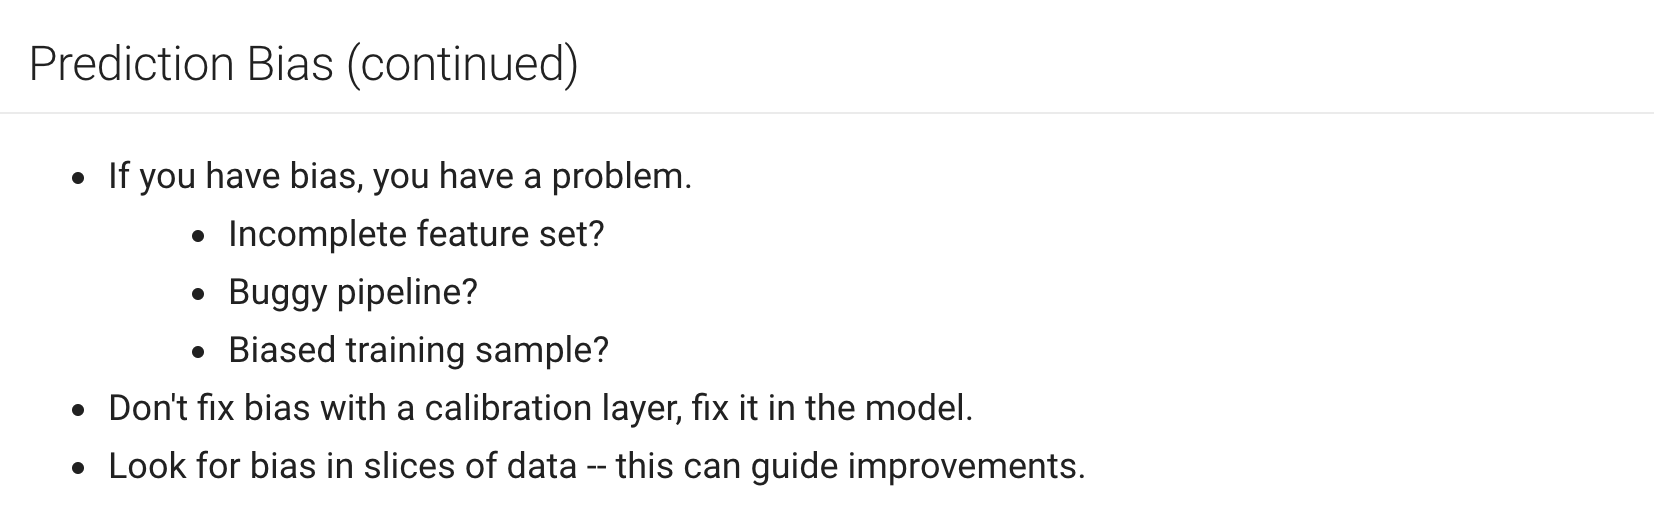 Prediction Bias (continued)
• If you have bias, you have a problem.
• Incomplete feature set?
• Buggy pipeline?
• Biased training sample?
• Don't fix bias with a calibration layer, fix it in the model.
• Look for bias in slices of data -- this can guide improvements.